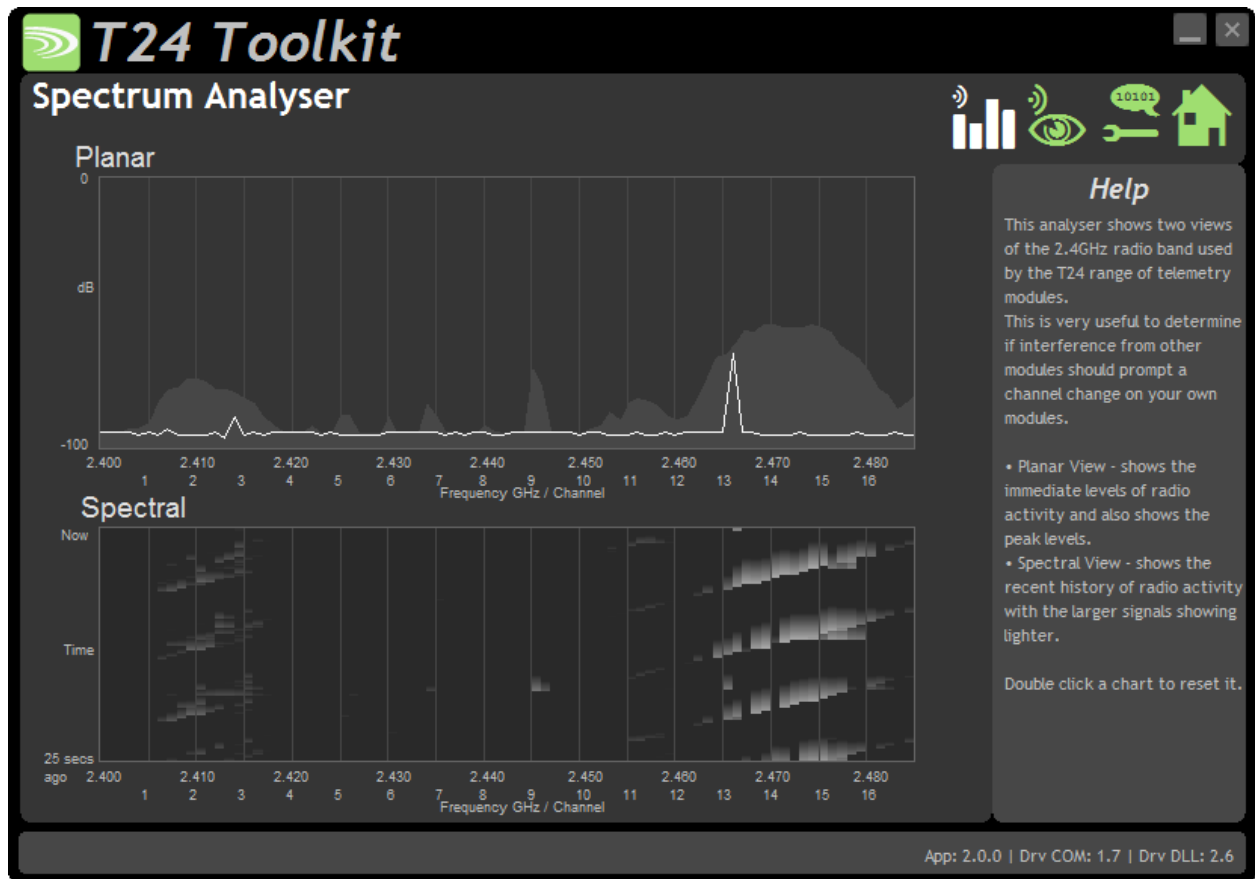 T24 Toolkit
Spectrum Analyser
10101
Planar
0
dB
-100
2.400 2.410 2.420 2.430 2.440 2.450 2.460 2.470 2.480
1 2 3 4 5 6 7 8 9 10 11 12 13 14 15 16
Frequency GHz / Channel
Spectral
Now
Time
25 secs
ago
2.400 2.410 2.420 2.430 2.440 2.450 2.460 2.470 2.480
1 2 3 4 5 6 7 8 9 10 11 12 13 14 15 16
Frequency GHz / Channel
Help
This analyser shows two views
of the 2.4GHz radio band used
by the T24 range of telemetry
modules.
This is very useful to determine
if interference from other
modules should prompt a
channel change on your own
modules.
• Planar View - shows the
immediate levels of radio
activity and also shows the
peak levels.
• Spectral View - shows the
recent history of radio activity
with the larger signals showing
lighter.
Double click a chart to reset it.
App: 2.0.0 | Drv COM: 1.7 | Drv DLL: 2.6